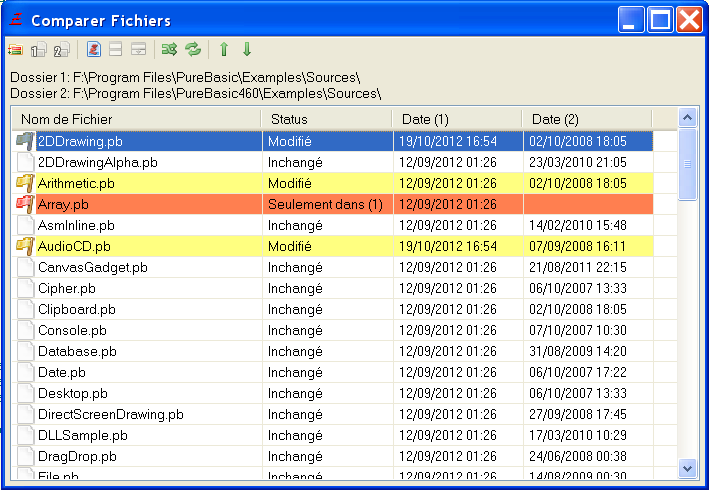 Comparer Fichiers
1 2
Dossier 1: F:\Program Files\PureBasic\Examples\Sources\
Dossier 2: F:\Program Files\PureBasic460\Examples\Sources\
Nom de Fichier Status Date (1) Date (2)
2DDrawing.pb Modifié 19/10/2012 16:54 02/10/2008 18:05
2DDrawingAlpha.pb Inchangé 12/09/2012 01:26 23/03/2010 21:05
Arithmetic.pb Modifié 12/09/2012 01:26 02/10/2008 18:05
Array.pb Seulement dans (1) 12/09/2012 01:26
AsmInline.pb Inchangé 12/09/2012 01:26 14/02/2010 15:48
AudioCD.pb Modifié 19/10/2012 16:54 07/09/2008 16:11
CanvasGadget.pb Inchangé 12/09/2012 01:26 21/08/2011 22:15
Cipher.pb Inchangé 12/09/2012 01:26 06/10/2007 13:33
Clipboard.pb Inchangé 12/09/2012 01:26 02/10/2008 18:05
Console.pb Inchangé 12/09/2012 01:26 07/10/2007 10:30
Database.pb Inchangé 12/09/2012 01:26 31/08/2009 14:20
Date.pb Inchangé 12/09/2012 01:26 06/10/2007 17:22
Desktop.pb Inchangé 12/09/2012 01:26 06/10/2007 13:33
DirectScreenDrawing.pb Inchangé 12/09/2012 01:26 27/09/2008 17:45
DLLSample.pb Inchangé 12/09/2012 01:26 17/03/2010 10:29
DragDrop.pb Inchangé 12/09/2012 01:26 24/06/2008 00:38
File.pb Inchangé 12/09/2012 01:26 14/08/2009 00:30